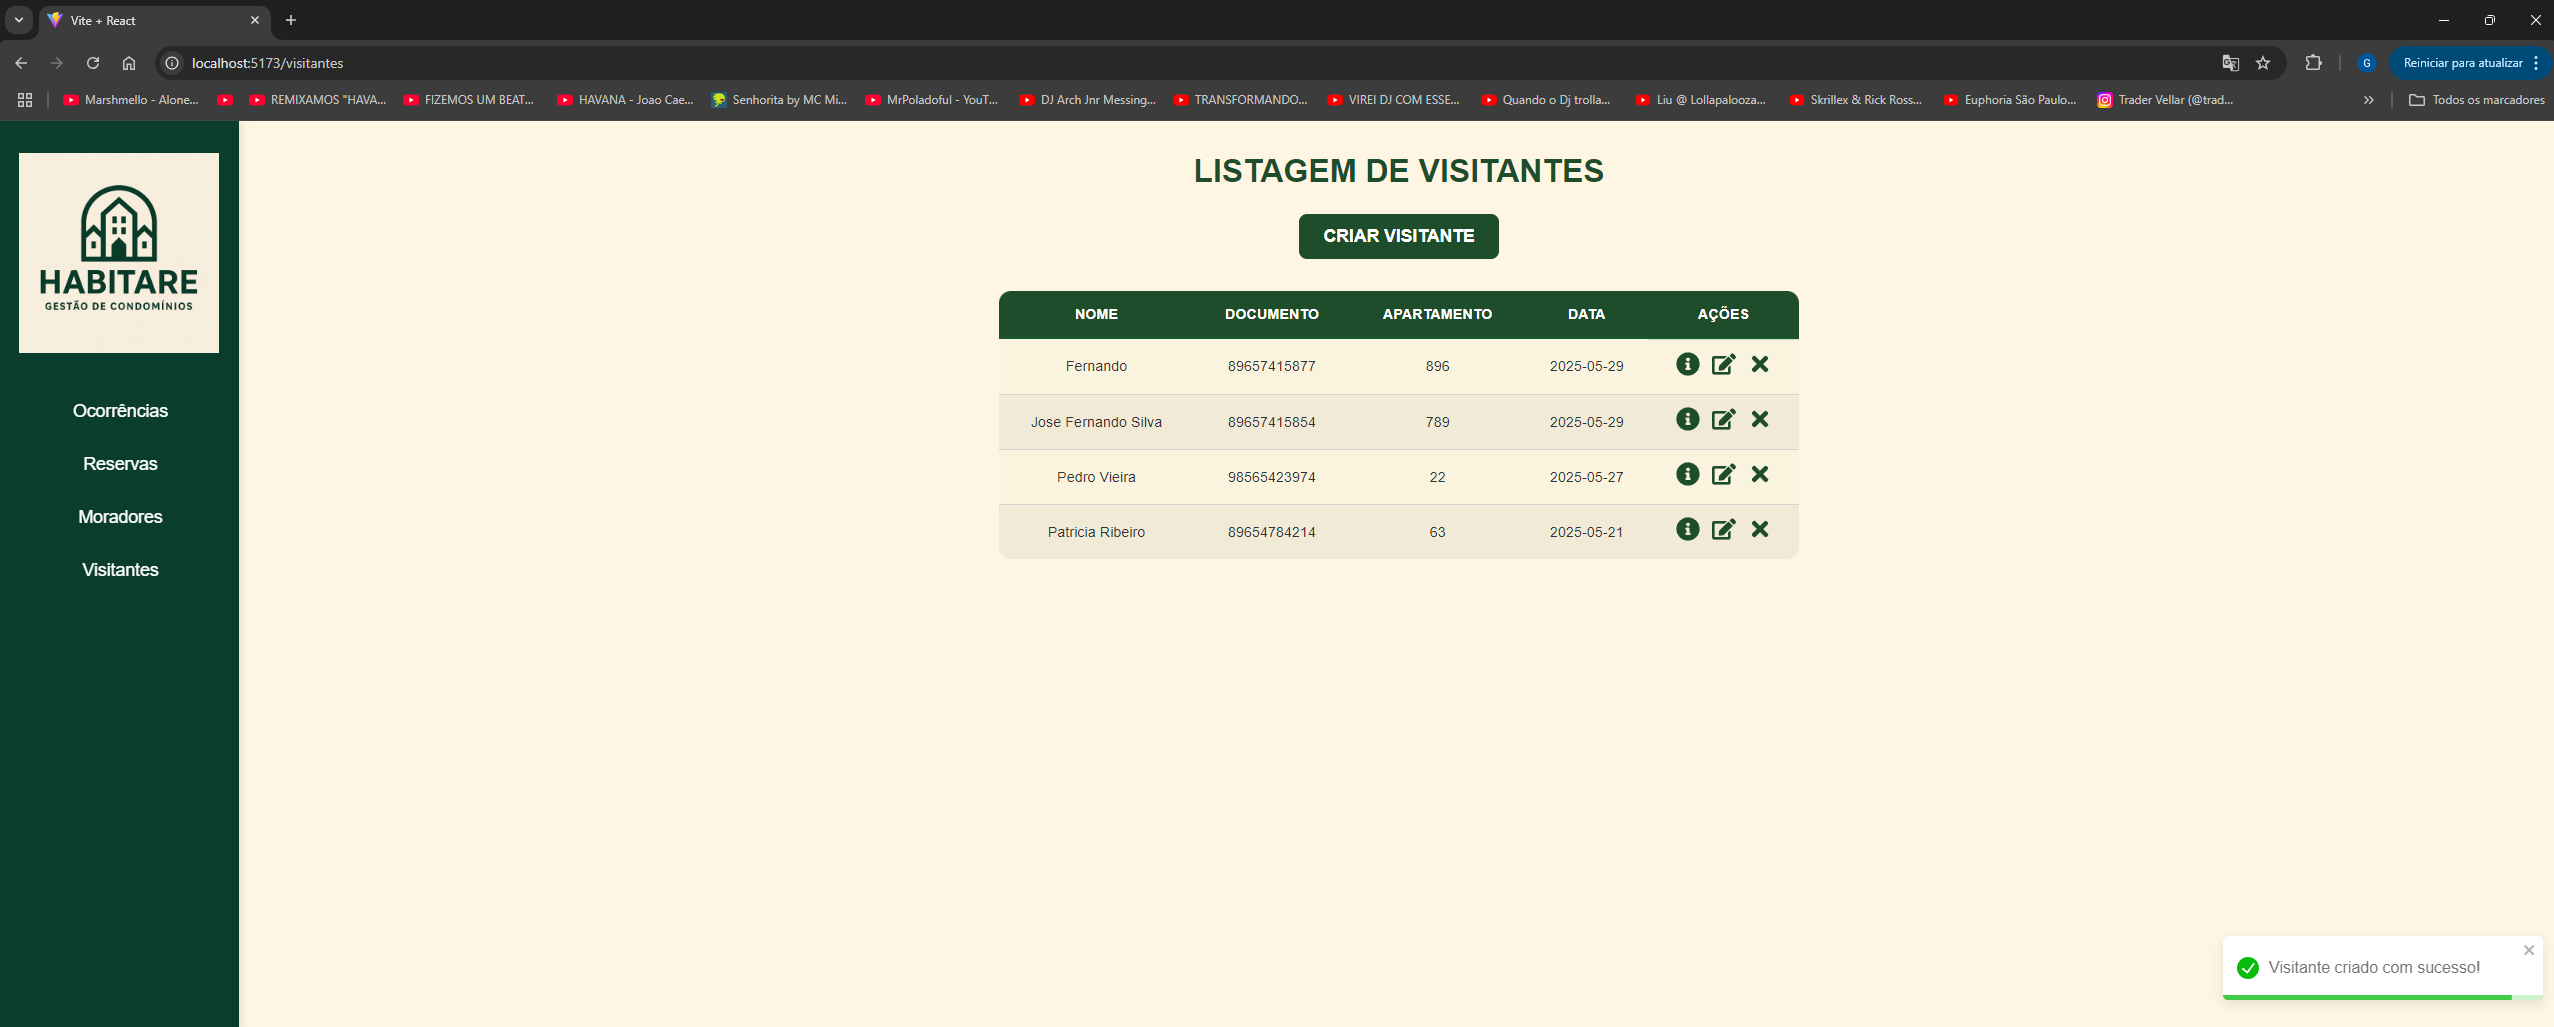 Vite + React
localhost:5173/visitantes
G
Reiniciar para atualizar
Marshmello - Alone...
REMIXAMOS "HAVA...
FIZEMOS UM BEAT...
HAVANA - Joao Cae...
Senhorita by MC Mi...
MrPoladoful - YouT...
DJ Arch Jnr Messing...
TRANSFORMANDO...
VIREI DJ COM ESSE...
Quando o Dj trolla...
Liu @ Lollapalooza...
Skrillex & Rick Ross...
Euphoria São Paulo...
Trader Vellar (@trad...
Todos os marcadores
HABITARE
GESTÃO DE CONDOMÍNIOS
Ocorrências
Reservas
Moradores
Visitantes
LISTAGEM DE VISITANTES
CRIAR VISITANTE
NOME DOCUMENTO APARTAMENTO DATA AÇÕES
Fernando 89657415877 896 2025-05-29
Jose Fernando Silva 89657415854 789 2025-05-29
Pedro Vieira 98565423974 22 2025-05-27
Patricia Ribeiro 89654784214 63 2025-05-21
Visitante criado com sucesso!